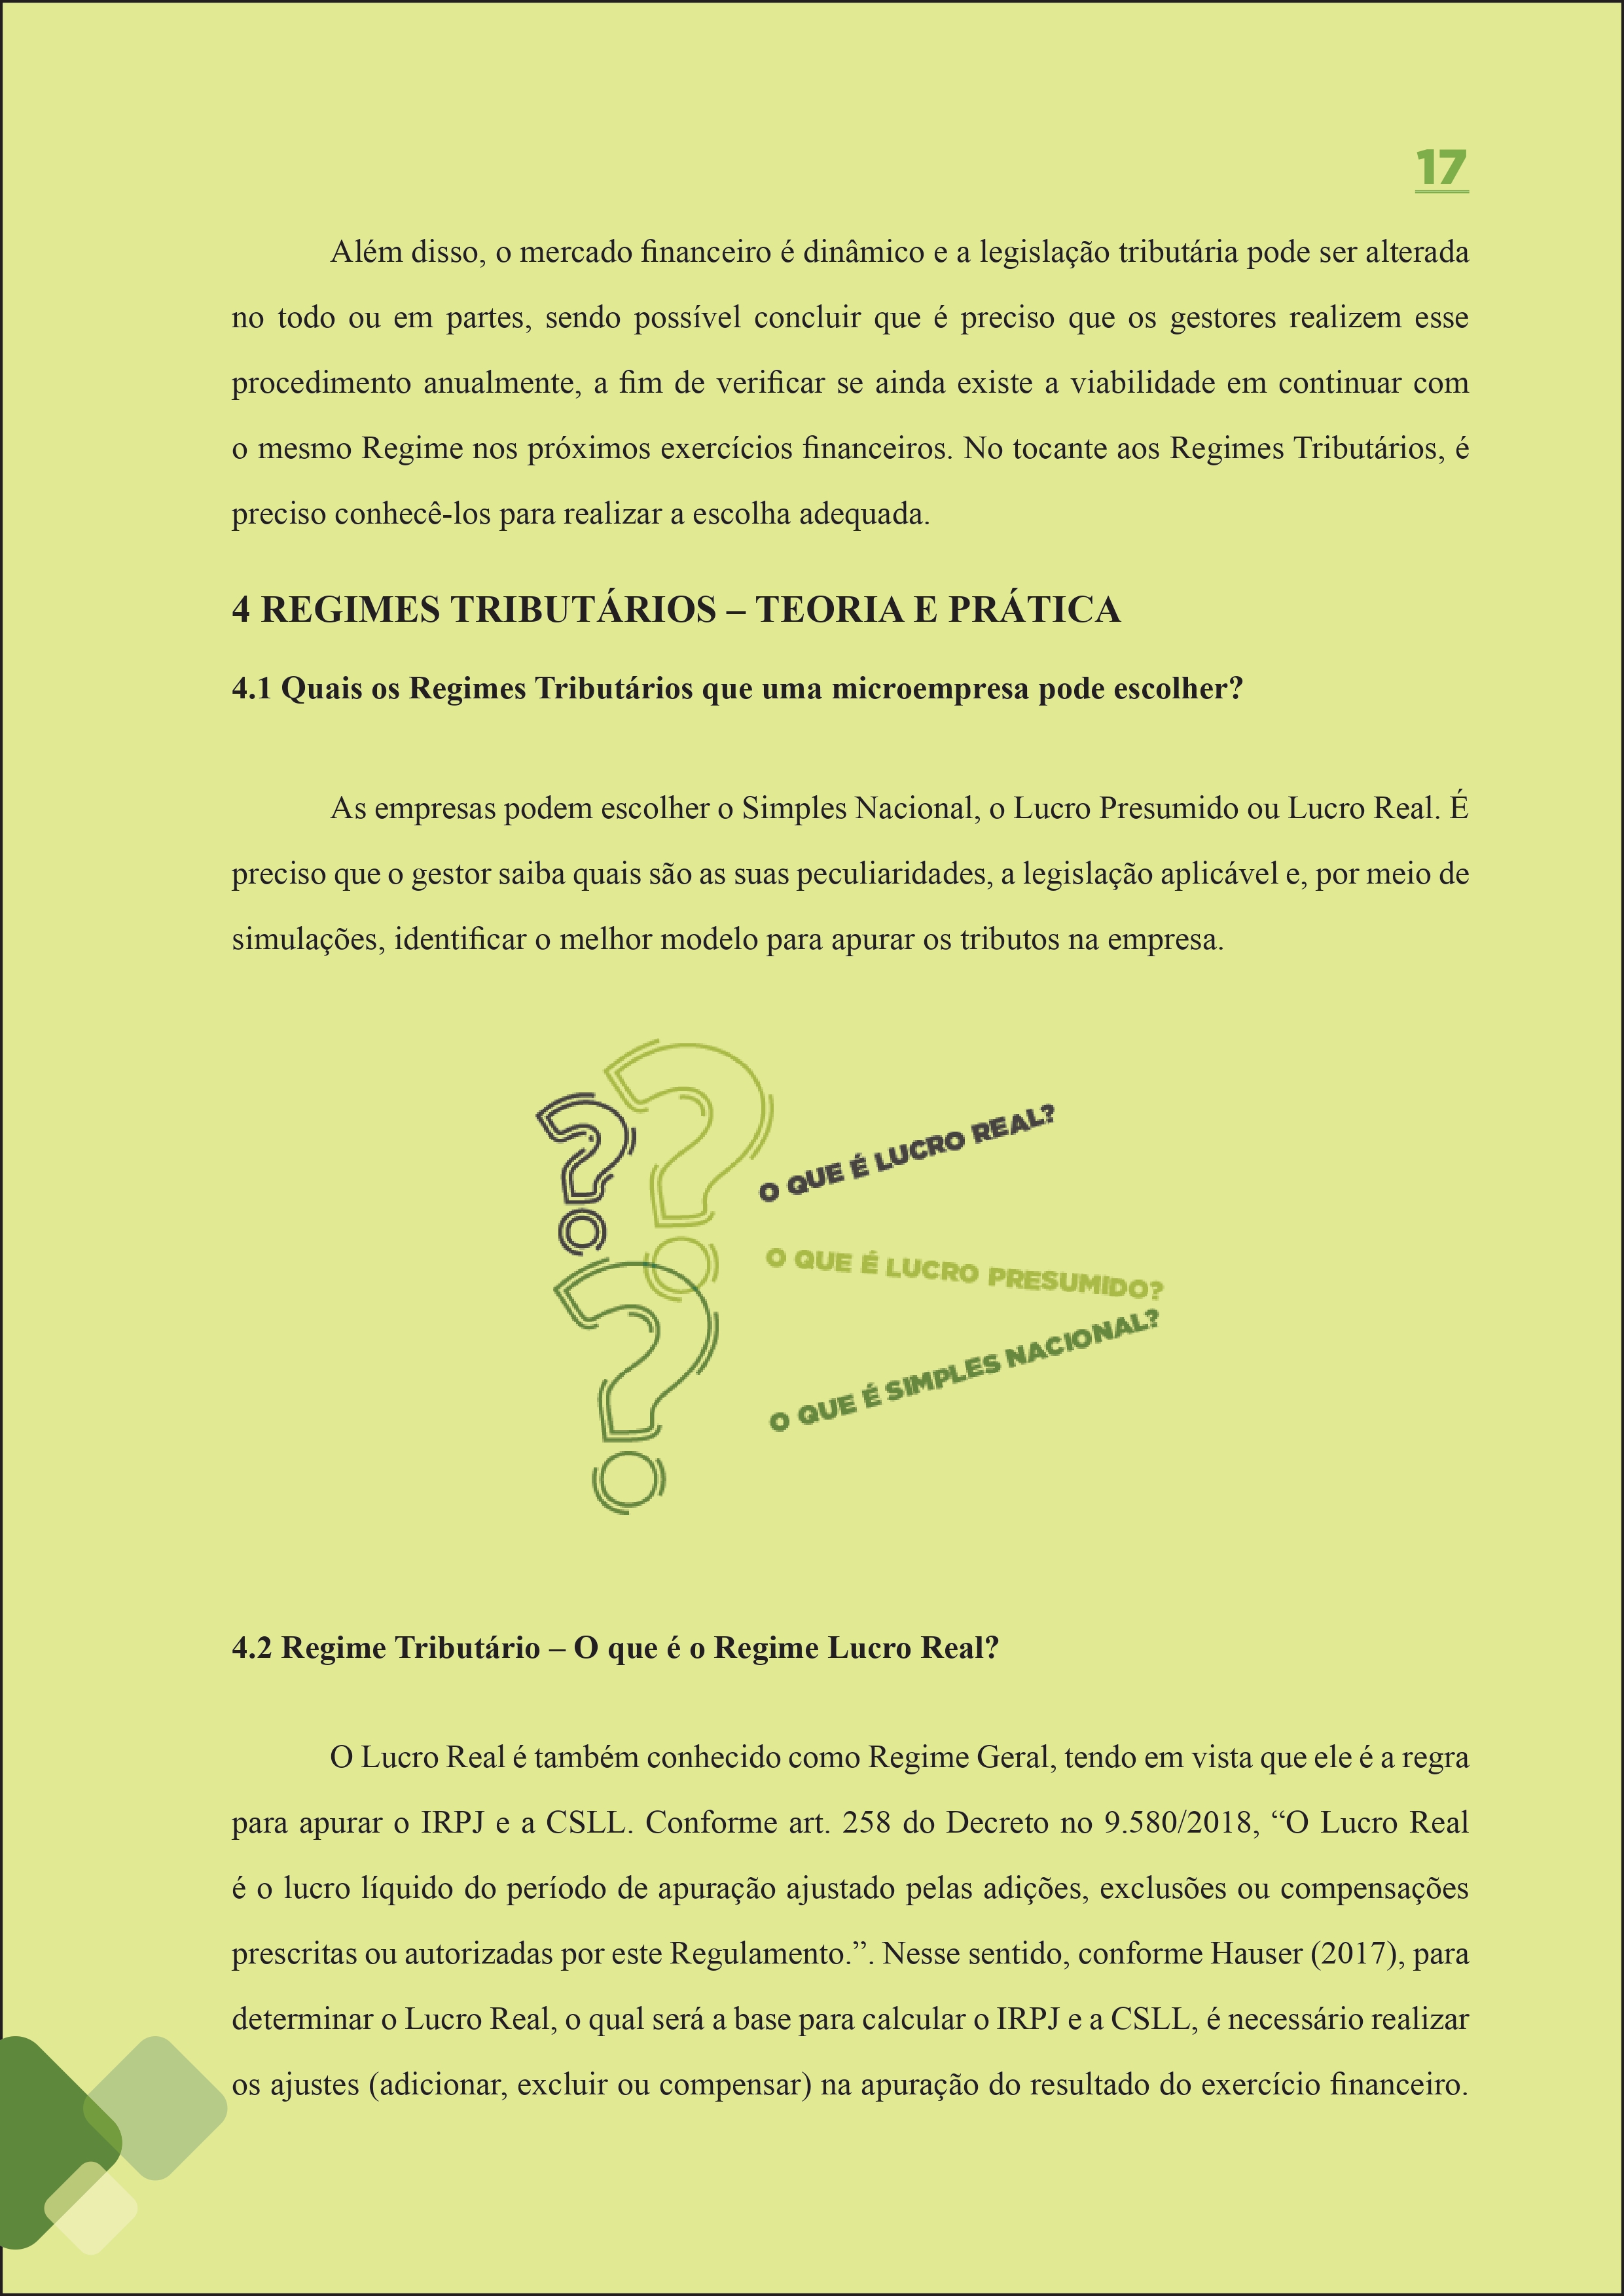 17
Além disso, o mercado financeiro é dinâmico e a legislação tributária pode ser alterada
no todo ou em partes, sendo possível concluir que é preciso que os gestores realizem esse
procedimento anualmente, a fim de verificar se ainda existe a viabilidade em continuar com
o mesmo Regime nos próximos exercícios financeiros. No tocante aos Regimes Tributários, é
preciso conhecê-los para realizar a escolha adequada.
4 REGIMES TRIBUTÁRIOS – TEORIA E PRÁTICA
4.1 Quais os Regimes Tributários que uma microempresa pode escolher?
As empresas podem escolher o Simples Nacional, o Lucro Presumido ou Lucro Real. É
preciso que o gestor saiba quais são as suas peculiaridades, a legislação aplicável e, por meio de
simulações, identificar o melhor modelo para apurar os tributos na empresa.
O QUE É LUCRO REAL?
O QUE É LUCRO PRESUMIDO?
O QUE É SIMPLES NACIONAL?
4.2 Regime Tributário – O que é o Regime Lucro Real?
O Lucro Real é também conhecido como Regime Geral, tendo em vista que ele é a regra
para apurar o IRPJ e a CSLL. Conforme art. 258 do Decreto no 9.580/2018, “O Lucro Real
é o lucro líquido do período de apuração ajustado pelas adições, exclusões ou compensações
prescritas ou autorizadas por este Regulamento.”. Nesse sentido, conforme Hauser (2017), para
determinar o Lucro Real, o qual será a base para calcular o IRPJ e a CSLL, é necessário realizar
os ajustes (adicionar, excluir ou compensar) na apuração do resultado do exercício financeiro.